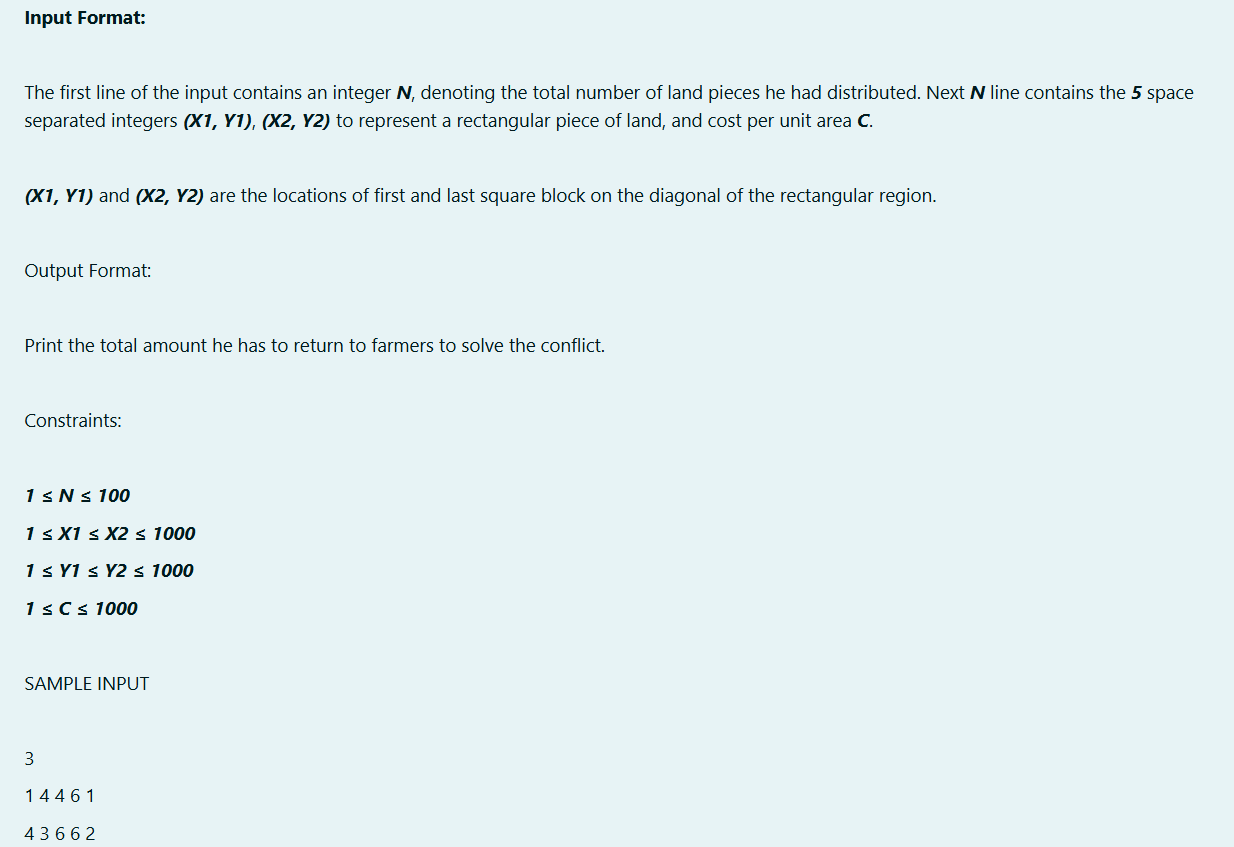 Input Format:
The first line of the input contains an integer N, denoting the total number of land pieces he had distributed. Next N line contains the 5 space
separated integers (X1, Y1), (X2, Y2) to represent a rectangular piece of land, and cost per unit area C.
(X1, Y1) and (X2, Y2) are the locations of first and last square block on the diagonal of the rectangular region.
Output Format:
Print the total amount he has to return to farmers to solve the conflict.
Constraints:
1 ≤ N ≤ 100
1 ≤ X1 ≤ X2 ≤ 1000
1 ≤ Y1 ≤ Y2 ≤ 1000
1 ≤ C ≤ 1000
SAMPLE INPUT
3
1 4 4 6 1
4 3 6 6 2